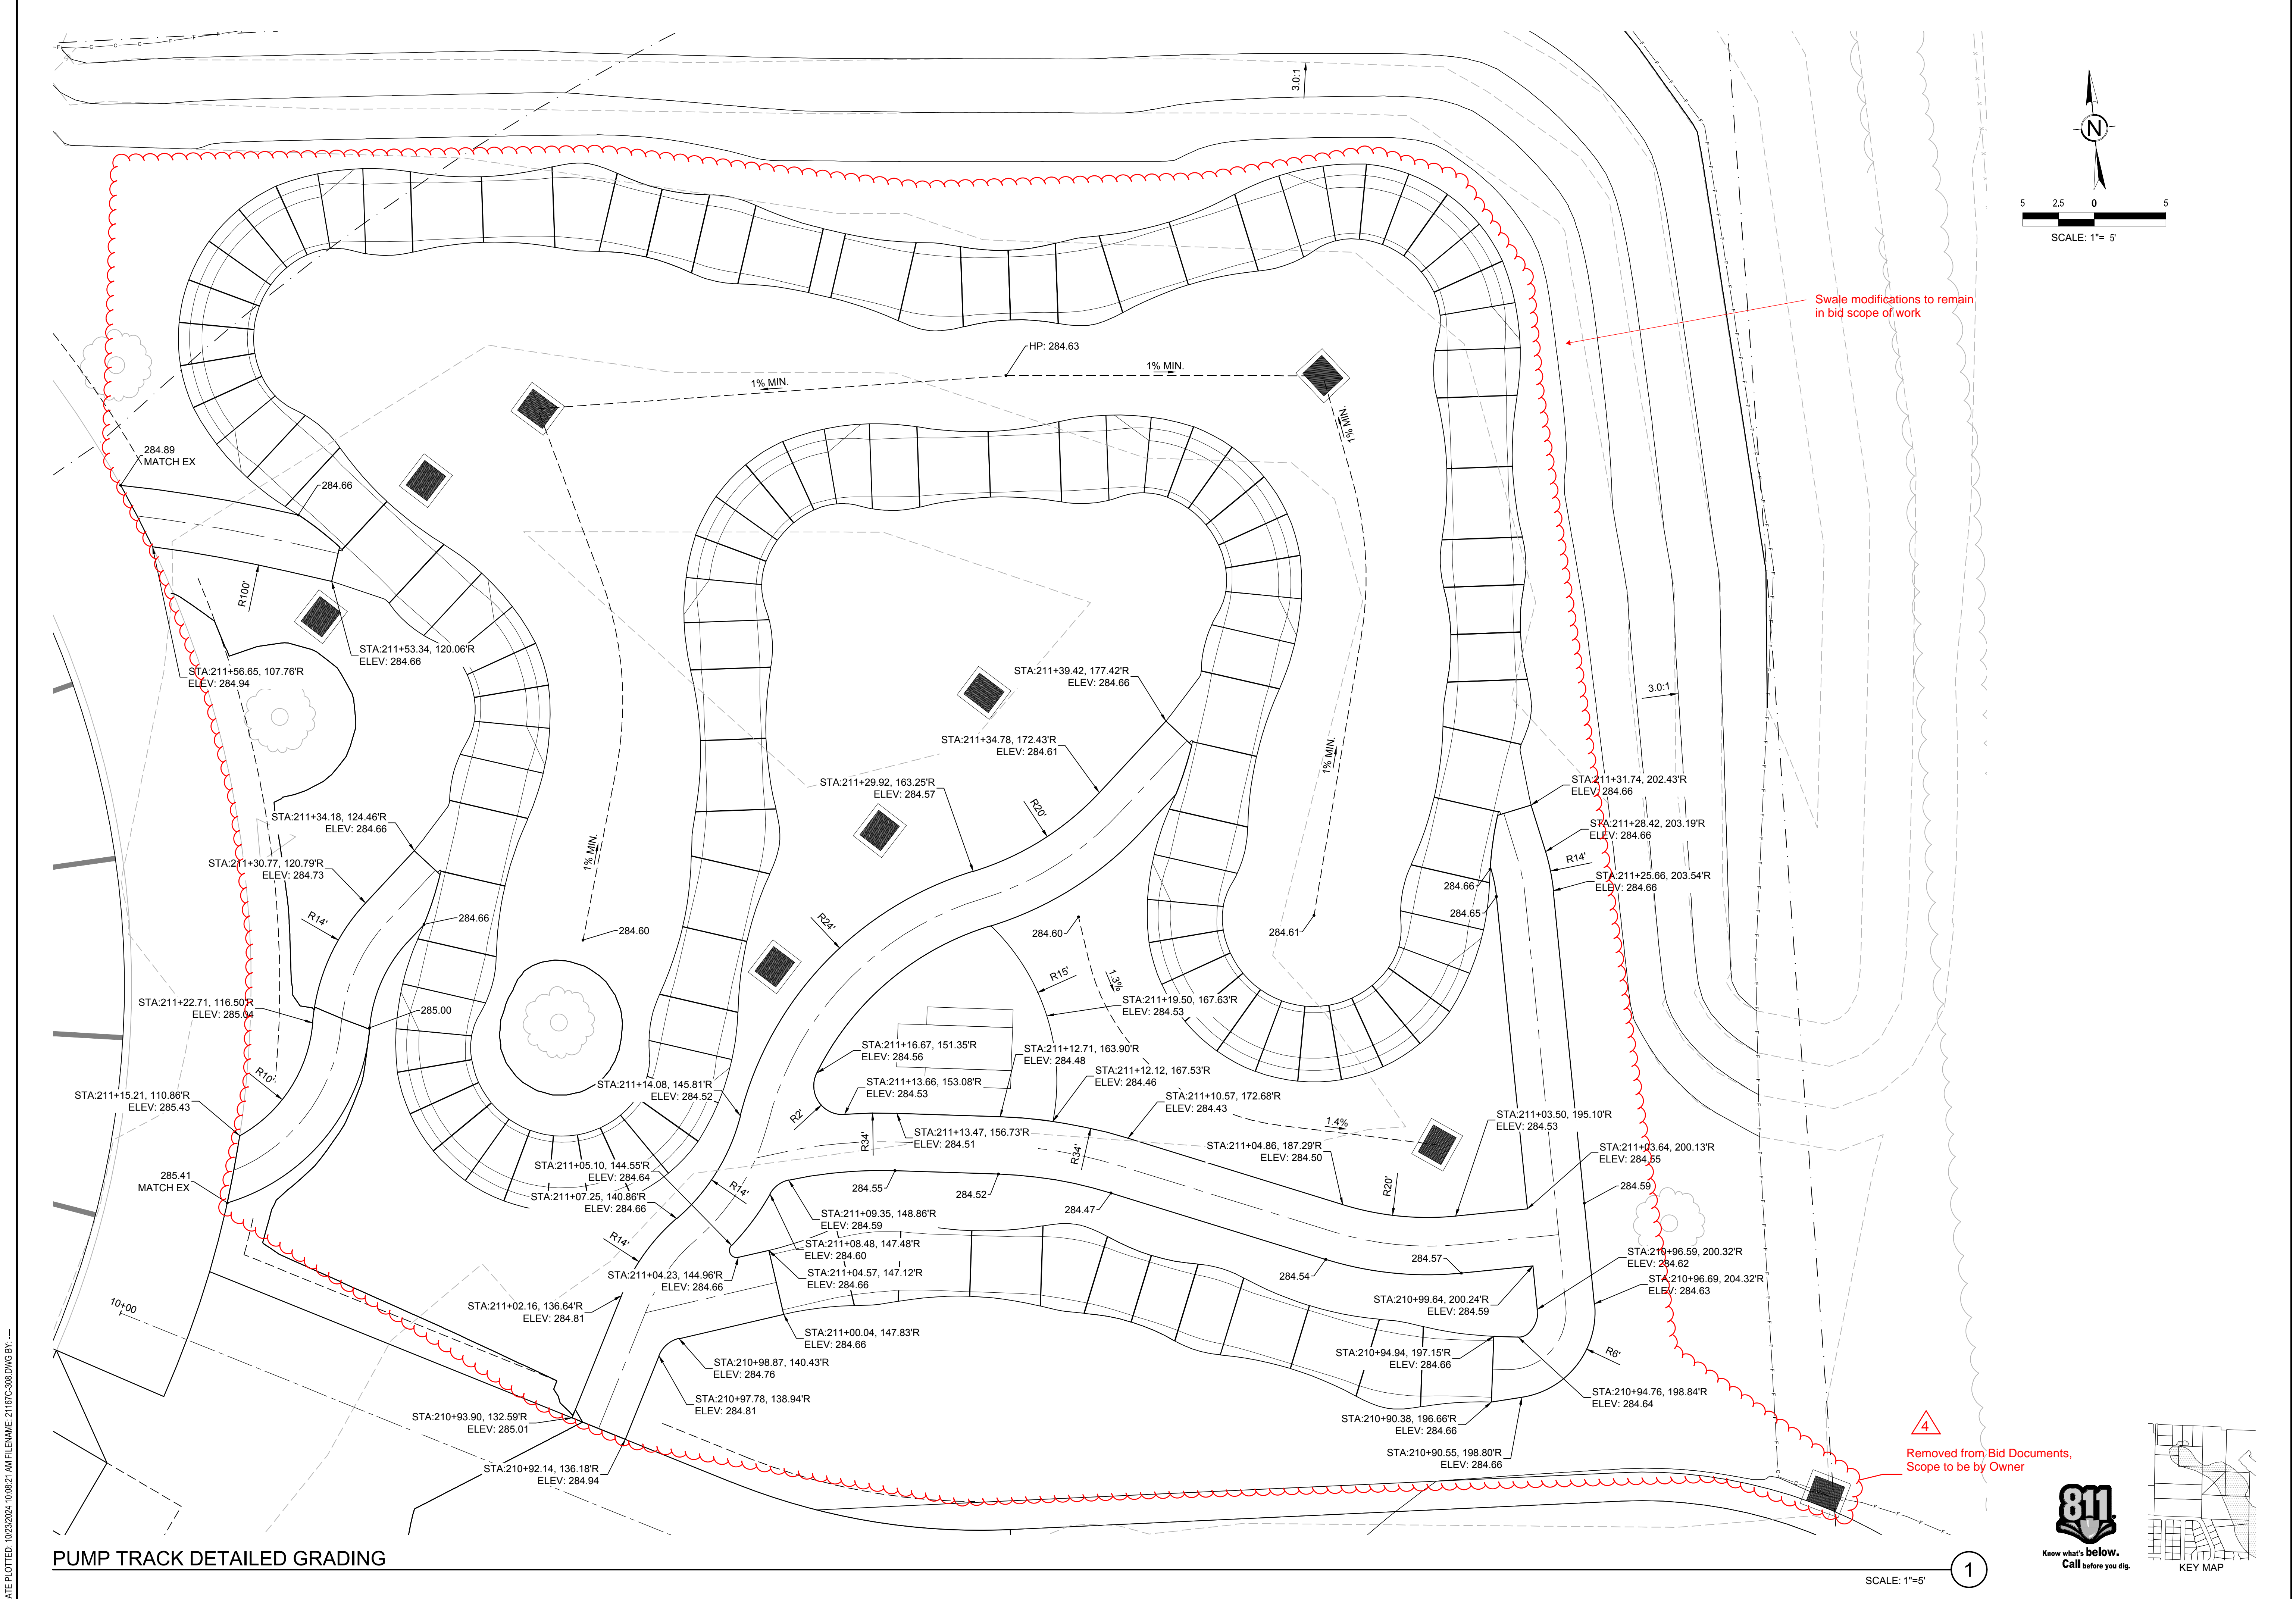 3.0:1
N
5 2.5 0 5
SCALE: 1"= 5'
Swale modifications to remain
in bid scope of work
HP: 284.63
1% MIN.
1% MIN.
1% MIN.
284.89
MATCH EX
284.66
R100'
STA:211+53.34, 120.06'R
ELEV: 284.66
STA:211+56.65, 107.76'R
ELEV: 284.94
STA:211+39.42, 177.42'R
ELEV: 284.66
3.0:1
STA:211+34.78, 172.43'R
ELEV: 284.61
1% MIN.
STA:211+29.92, 163.25'R
ELEV: 284.57
R20'
STA:211+31.74, 202.43'R
ELEV: 284.66
STA:211+34.18, 124.46'R
ELEV: 284.66
STA:211+28.42, 203.19'R
ELEV: 284.66
1% MIN.
STA:211+30.77, 120.79'R
ELEV: 284.73
R14'
STA:211+25.66, 203.54'R
ELEV: 284.66
284.66
284.65
R14'
284.66
R24'
284.60
284.60
284.61
R15'
1.3%
STA:211+22.71, 116.50'R
ELEV: 285.04
285.00
STA:211+19.50, 167.63'R
ELEV: 284.53
STA:211+16.67, 151.35'R
ELEV: 284.56
STA:211+12.71, 163.90'R
ELEV: 284.48
R10'
STA:211+14.08, 145.81'R
ELEV: 284.52
STA:211+13.66, 153.08'R
ELEV: 284.53
STA:211+12.12, 167.53'R
ELEV: 284.46
STA:211+15.21, 110.86'R
ELEV: 285.43
R2'
STA:211+10.57, 172.68'R
ELEV: 284.43
1.4%
STA:211+03.50, 195.10'R
ELEV: 284.53
R34'
STA:211+13.47, 156.73'R
ELEV: 284.51
R34'
STA:211+04.86, 187.29'R
ELEV: 284.50
STA:211+03.64, 200.13'R
ELEV: 284.55
285.41
MATCH EX
STA:211+05.10, 144.55'R
ELEV: 284.64
R14'
284.55
284.52
R20'
284.59
STA:211+07.25, 140.86'R
ELEV: 284.66
284.47
STA:211+09.35, 148.86'R
ELEV: 284.59
R14'
STA:211+08.48, 147.48'R
ELEV: 284.60
284.57
STA:210+96.59, 200.32'R
ELEV: 284.62
STA:211+04.23, 144.96'R
ELEV: 284.66
STA:211+04.57, 147.12'R
ELEV: 284.66
284.54
STA:210+96.69, 204.32'R
ELEV: 284.63
10+00
STA:211+02.16, 136.64'R
ELEV: 284.81
STA:210+99.64, 200.24'R
ELEV: 284.59
STA:211+00.04, 147.83'R
ELEV: 284.66
STA:210+94.94, 197.15'R
ELEV: 284.66
R6'
STA:210+98.87, 140.43'R
ELEV: 284.76
STA:210+97.78, 138.94'R
ELEV: 284.81
STA:210+94.76, 198.84'R
ELEV: 284.64
STA:210+93.90, 132.59'R
ELEV: 285.01
STA:210+90.38, 196.66'R
ELEV: 284.66
STA:210+90.55, 198.80'R
ELEV: 284.66
STA:210+92.14, 136.18'R
ELEV: 284.94
4
Removed from Bid Documents,
Scope to be by Owner
811
Know what's below.
Call before you dig.
KEY MAP
PUMP TRACK DETAILED GRADING
1
SCALE: 1"=5'
ATE PLOTTED: 10/23/2024 10:08:21 AM FILENAME: 21167C-308.DWG BY: ---